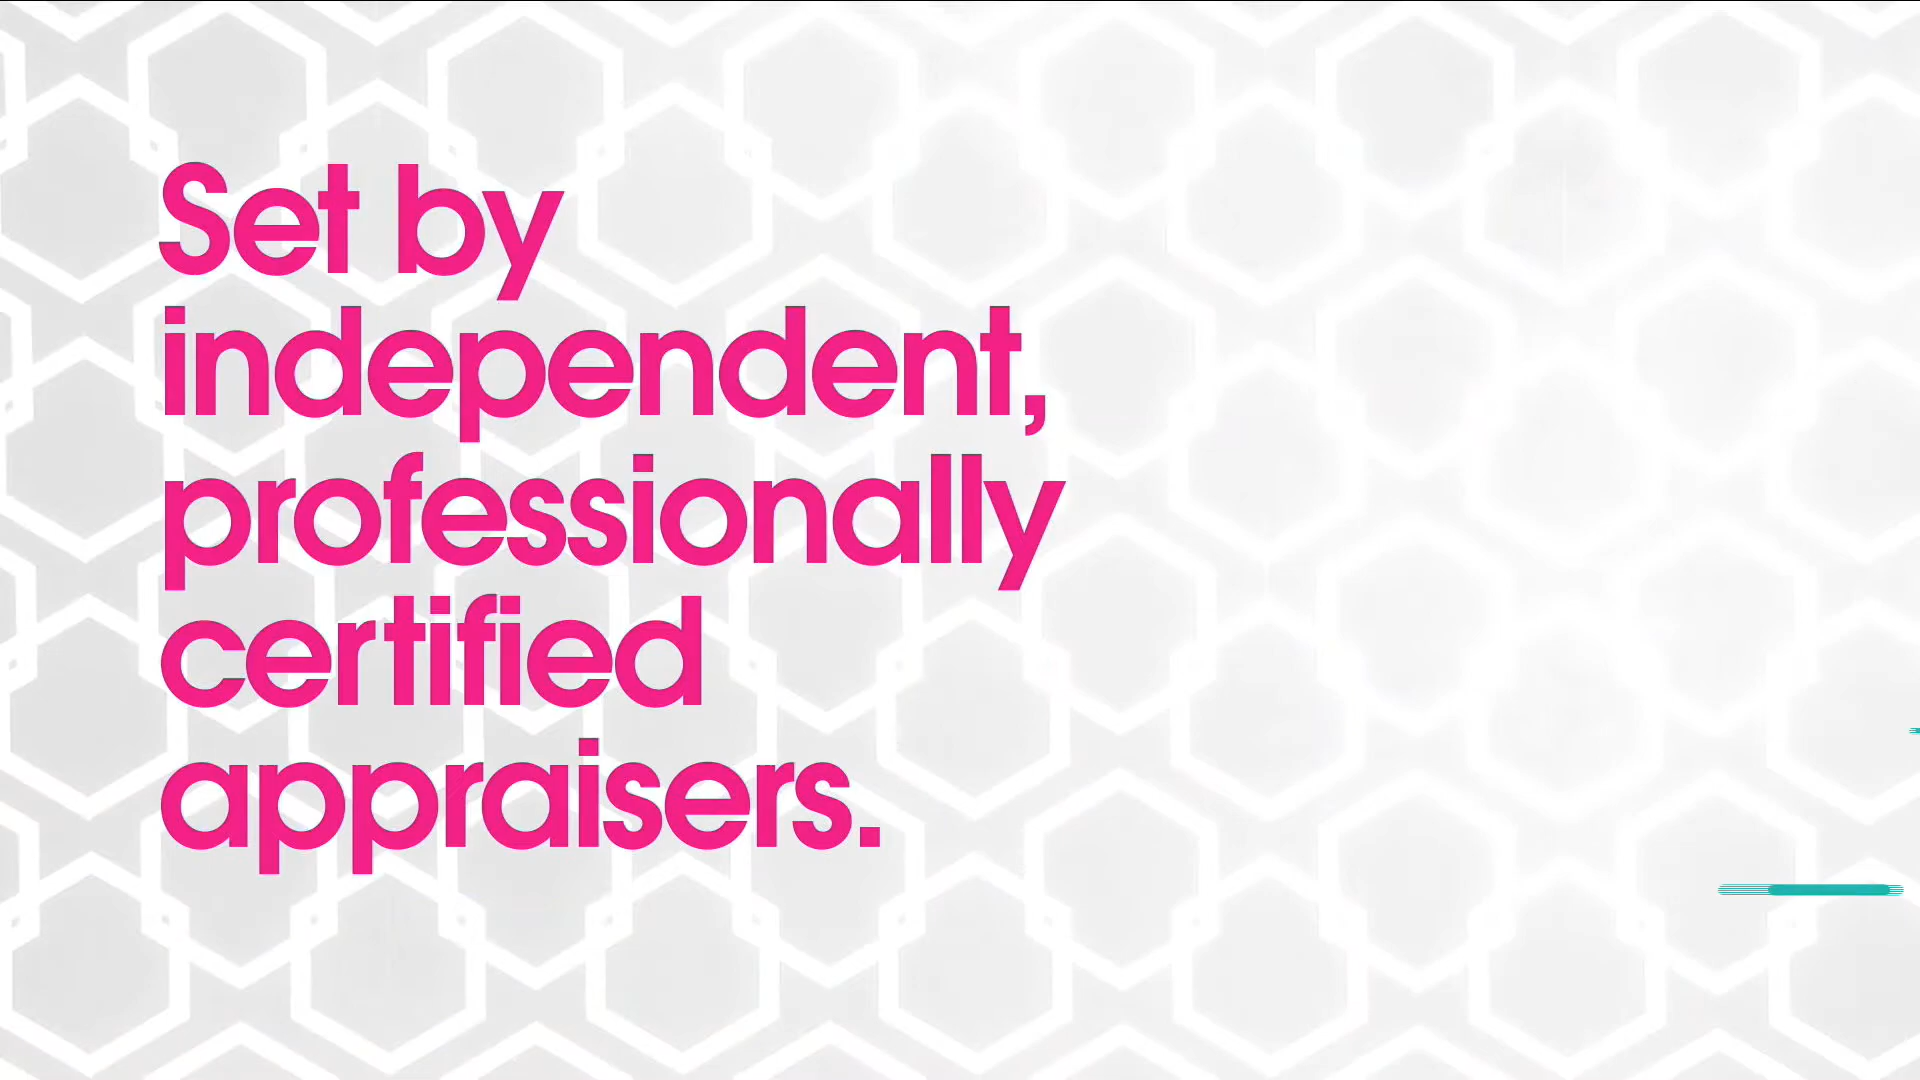 Set by
independent,
professionally
certified
appraisers.